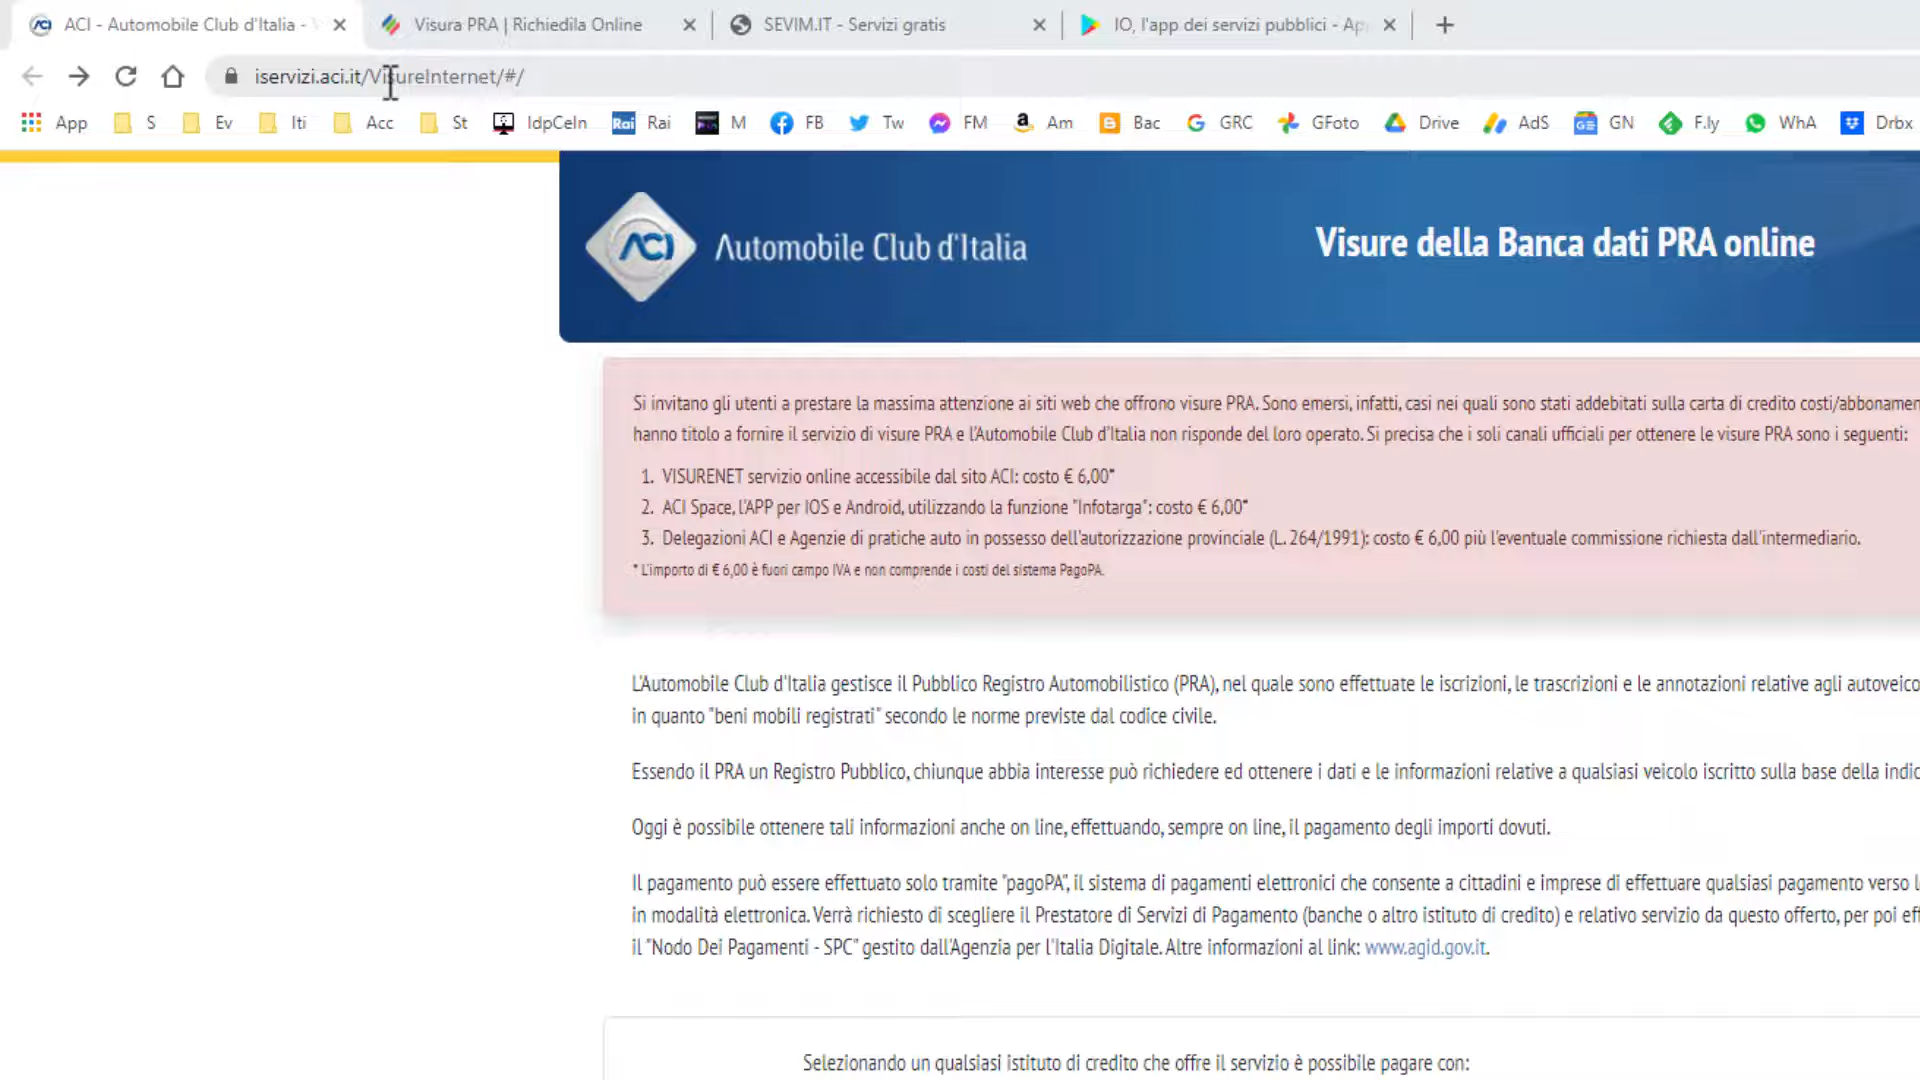 ACI - Automobile Club d'Italia -
Visura PRA | Richiedila Online
SEVIM.IT - Servizi gratis
IO, l'app dei servizi pubblici - Ap
iservizi.aci.it/VisureInternet/#/
App S Ev Iti Acc St IdpCeIn Rai Rai M FB Tw FM Am Bac GRC GFoto Drive AdS GN F.ly WhA Drbx
ACI Automobile Club d'Italia
Visure della Banca dati PRA online
Si invitano gli utenti a prestare la massima attenzione ai siti web che offrono visure PRA. Sono emersi, infatti, casi nei quali sono stati addebitati sulla carta di credito costi/abbonamen
hanno titolo a fornire il servizio di visure PRA e l'Automobile Club d'Italia non risponde del loro operato. Si precisa che i soli canali ufficiali per ottenere le visure PRA sono i seguenti:
1. VISURENET servizio online accessibile dal sito ACI: costo € 6,00*
2. ACI Space, l'APP per IOS e Android, utilizzando la funzione "Infotarga": costo € 6,00*
3. Delegazioni ACI e Agenzie di pratiche auto in possesso dell'autorizzazione provinciale (L. 264/1991): costo € 6,00 più l'eventuale commissione richiesta dall'intermediario.
* L'importo di € 6,00 è fuori campo IVA e non comprende i costi del sistema PagoPA.
L'Automobile Club d'Italia gestisce il Pubblico Registro Automobilistico (PRA), nel quale sono effettuate le iscrizioni, le trascrizioni e le annotazioni relative agli autoveico
in quanto "beni mobili registrati" secondo le norme previste dal codice civile.
Essendo il PRA un Registro Pubblico, chiunque abbia interesse può richiedere ed ottenere i dati e le informazioni relative a qualsiasi veicolo iscritto sulla base della indic
Oggi è possibile ottenere tali informazioni anche on line, effettuando, sempre on line, il pagamento degli importi dovuti.
Il pagamento può essere effettuato solo tramite "pagoPA", il sistema di pagamenti elettronici che consente a cittadini e imprese di effettuare qualsiasi pagamento verso l
in modalità elettronica. Verrà richiesto di scegliere il Prestatore di Servizi di Pagamento (banche o altro istituto di credito) e relativo servizio da questo offerto, per poi ef
il "Nodo Dei Pagamenti - SPC" gestito dall'Agenzia per l'Italia Digitale. Altre informazioni al link: www.agid.gov.it.
Selezionando un qualsiasi istituto di credito che offre il servizio è possibile pagare con: